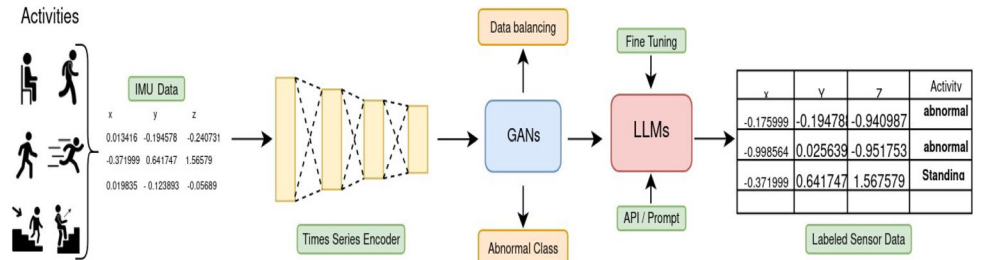 Activities
IMU Data
x y z
0.013416 -0.194578 -0.240731
-0.371999 0.641747 1.56579
0.019835 -0.123893 -0.05689
Times Series Encoder
Data balancing
GANs
Abnormal Class
Fine Tuning
LLMs
API / Prompt
x Y Z Activity
-0.175999 -0.19478 -0.940987 abnormal
-0.998564 0.025639 -0.951753 abnormal
-0.371999 0.641747 1.567579 Standing
Labeled Sensor Data